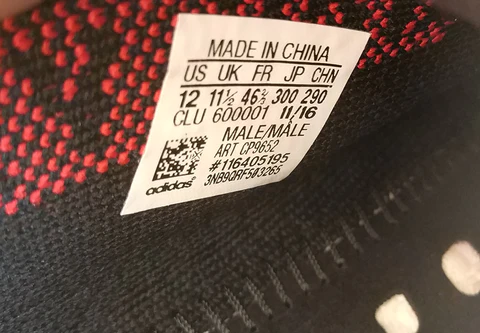 MADE IN CHINA
US UK FR JP CHN
12 11½ 46⅔ 300 290
CLU 600001 11/16
MALE/MÂLE
ART CP9652
#116405195
3NB9QRF503265
adidas